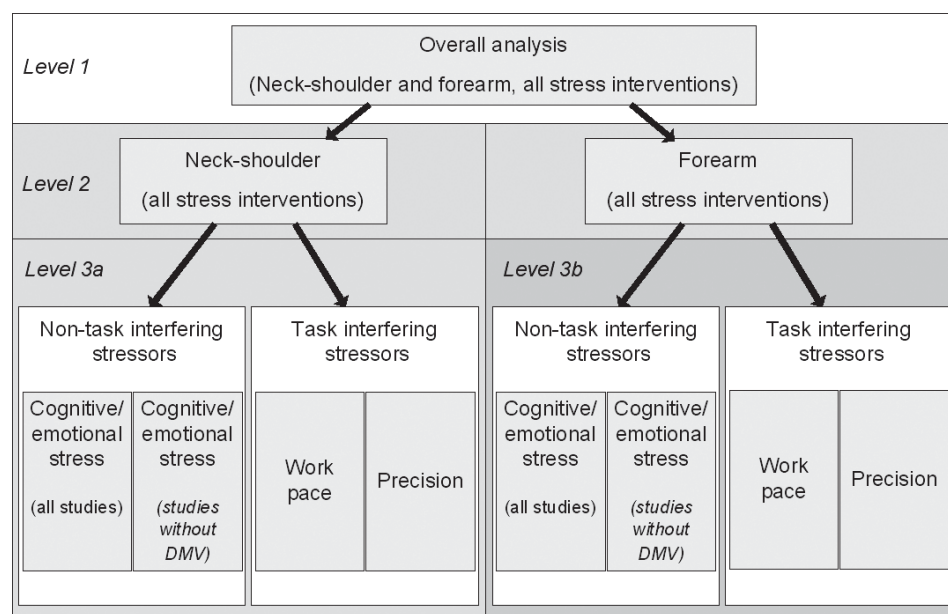 Level 1
Overall analysis
(Neck-shoulder and forearm, all stress interventions)
Level 2
Neck-shoulder
(all stress interventions)
Forearm
(all stress interventions)
Level 3a
Non-task interfering
stressors
Cognitive/
emotional
stress
(all studies)
Cognitive/
emotional
stress
(studies
without
DMV)
Task interfering
stressors
Work
pace
Precision
Level 3b
Non-task interfering
stressors
Cognitive/
emotional
stress
(all studies)
Cognitive/
emotional
stress
(studies
without
DMV)
Task interfering
stressors
Work
pace
Precision